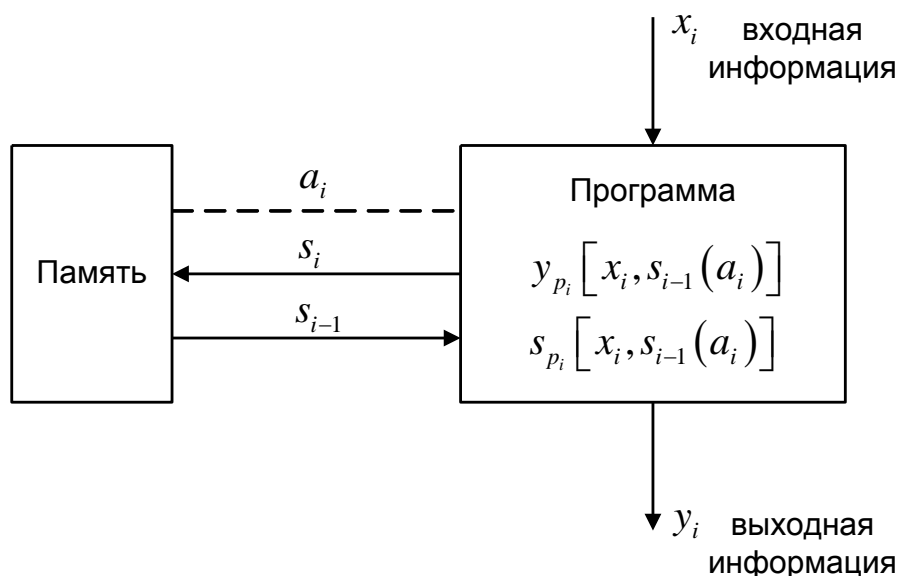 x_i входная
информация
a_i
Программа
s_i
Память
y_{p_i}[x_i, s_{i-1}(a_i)]
s_{i-1}
s_{p_i}[x_i, s_{i-1}(a_i)]
y_i выходная
информация